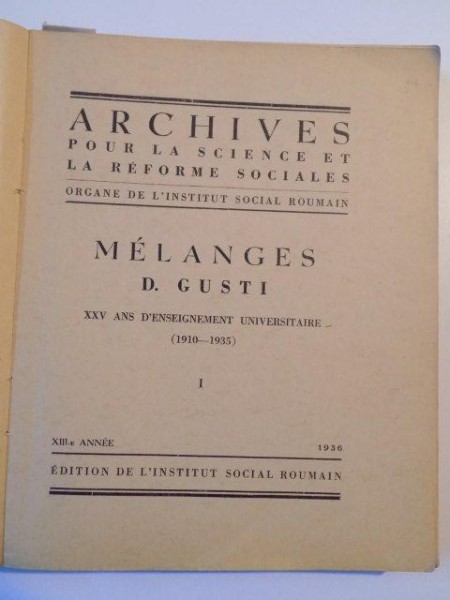 ARCHIVES
POUR LA SCIENCE ET
LA RÉFORME SOCIALES
ORGANE DE L'INSTITUT SOCIAL ROUMAIN
MÉLANGES
D. GUSTI
XXV ANS D'ENSEIGNEMENT UNIVERSITAIRE
(1910—1935)
I
XIII-e ANNÉE 1936
ÉDITION DE L'INSTITUT SOCIAL ROUMAIN